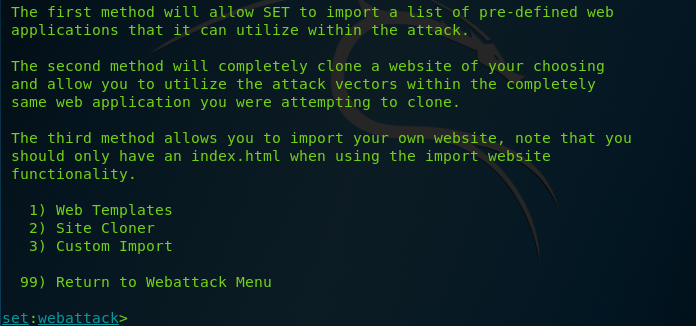 The first method will allow SET to import a list of pre-defined web
applications that it can utilize within the attack.
The second method will completely clone a website of your choosing
and allow you to utilize the attack vectors within the completely
same web application you were attempting to clone.
The third method allows you to import your own website, note that you
should only have an index.html when using the import website
functionality.
1) Web Templates
2) Site Cloner
3) Custom Import
99) Return to Webattack Menu
set:webattack>